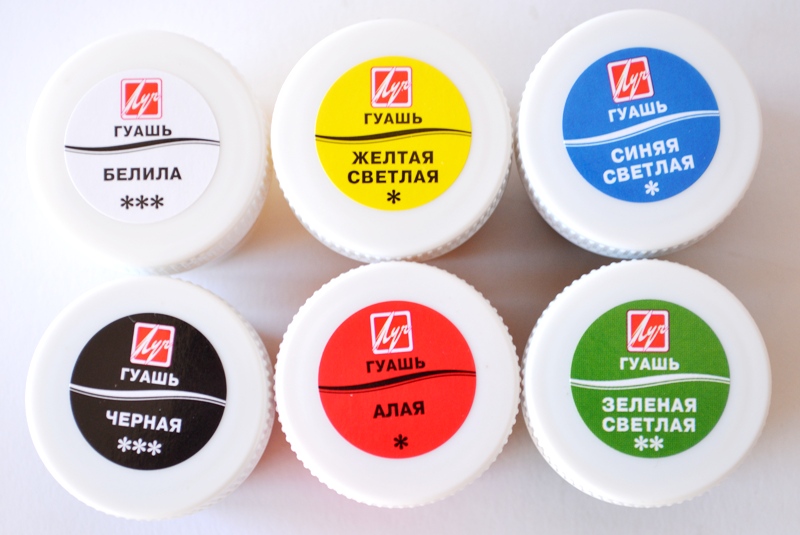 Луч
ГУАШЬ
БЕЛИЛА
***
Луч
ГУАШЬ
ЖЕЛТАЯ
СВЕТЛАЯ
*
Луч
ГУАШЬ
СИНЯЯ
СВЕТЛАЯ
*
Луч
ГУАШЬ
ЧЕРНАЯ
***
Луч
ГУАШЬ
АЛАЯ
*
Луч
ГУАШЬ
ЗЕЛЕНАЯ
СВЕТЛАЯ
**